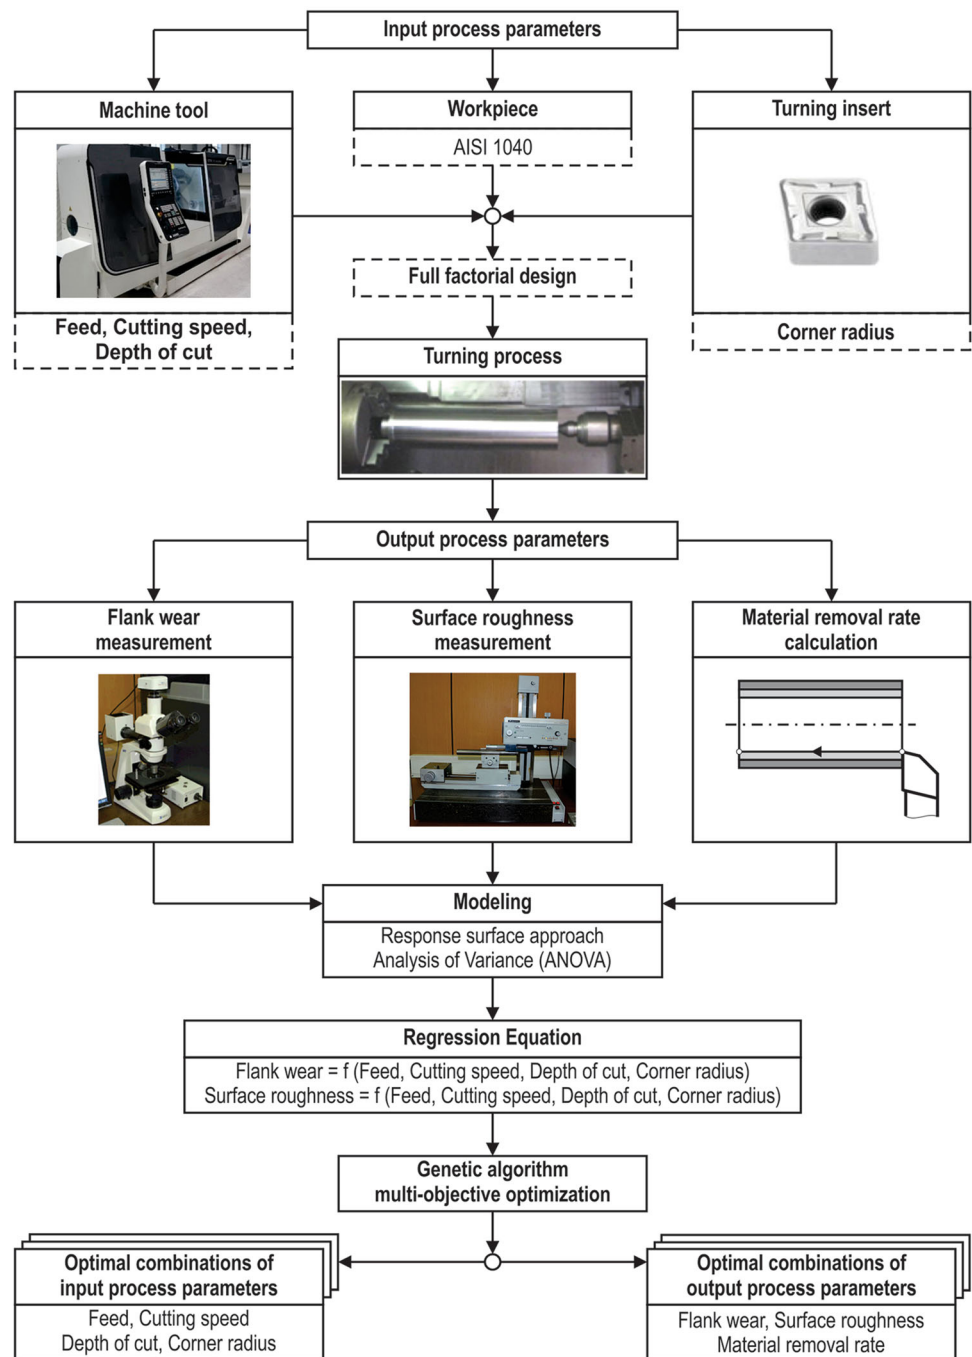 Input process parameters
Machine tool
Workpiece
Turning insert
AISI 1040
Full factorial design
Feed, Cutting speed,
Depth of cut
Corner radius
Turning process
Output process parameters
Flank wear
measurement
Surface roughness
measurement
Material removal rate
calculation
Modeling
Response surface approach
Analysis of Variance (ANOVA)
Regression Equation
Flank wear = f (Feed, Cutting speed, Depth of cut, Corner radius)
Surface roughness = f (Feed, Cutting speed, Depth of cut, Corner radius)
Genetic algorithm
multi-objective optimization
Optimal combinations of
input process parameters
Feed, Cutting speed
Depth of cut, Corner radius
Optimal combinations of
output process parameters
Flank wear, Surface roughness
Material removal rate